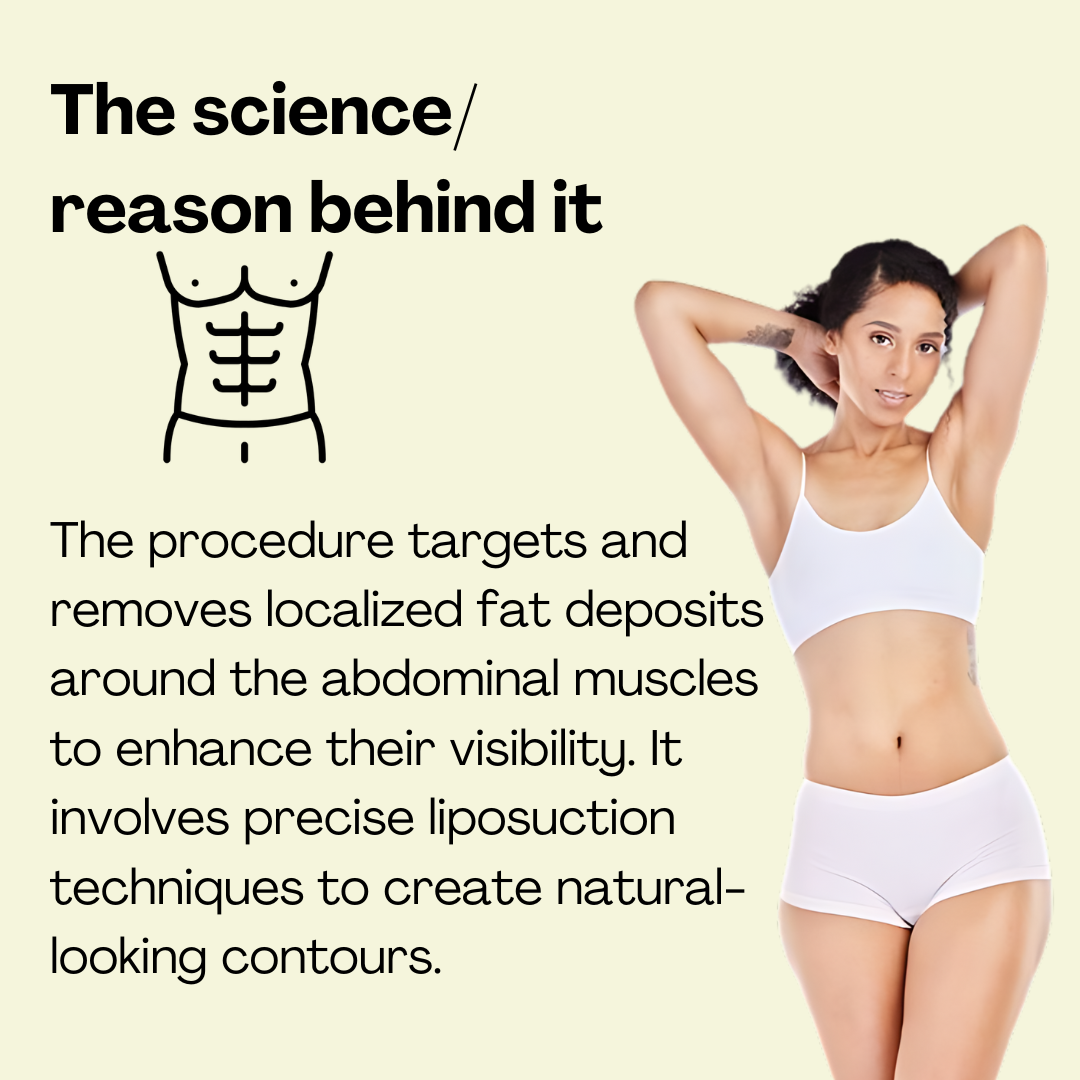 The science/
reason behind it
The procedure targets and
removes localized fat deposits
around the abdominal muscles
to enhance their visibility. It
involves precise liposuction
techniques to create natural-
looking contours.